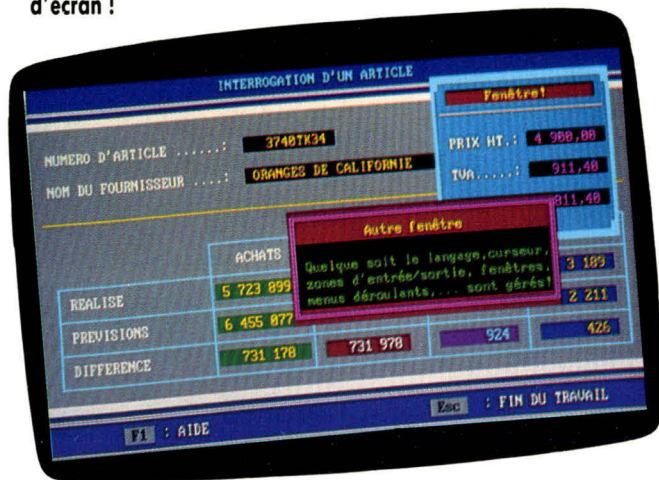 d'écran !
INTERROGATION D'UN ARTICLE
Fenêtre!
NUMERO D'ARTICLE ......: 3740TK34
PRIX HT.: 4 900,00
NOM DU FOURNISSEUR ....: ORANGES DE CALIFORNIE
TVA.....: 911,40
811,40
Autre fenêtre
Quelque soit le langage,curseur,
zones d'entrée/sortie, fenêtres,
menus déroulants,... sont gérés!
ACHATS
REALISE 5 723 899 3 189
PREVISIONS 6 455 077 2 211
DIFFERENCE 731 178 731 978 924 426
F1 : AIDE Esc : FIN DU TRAVAIL